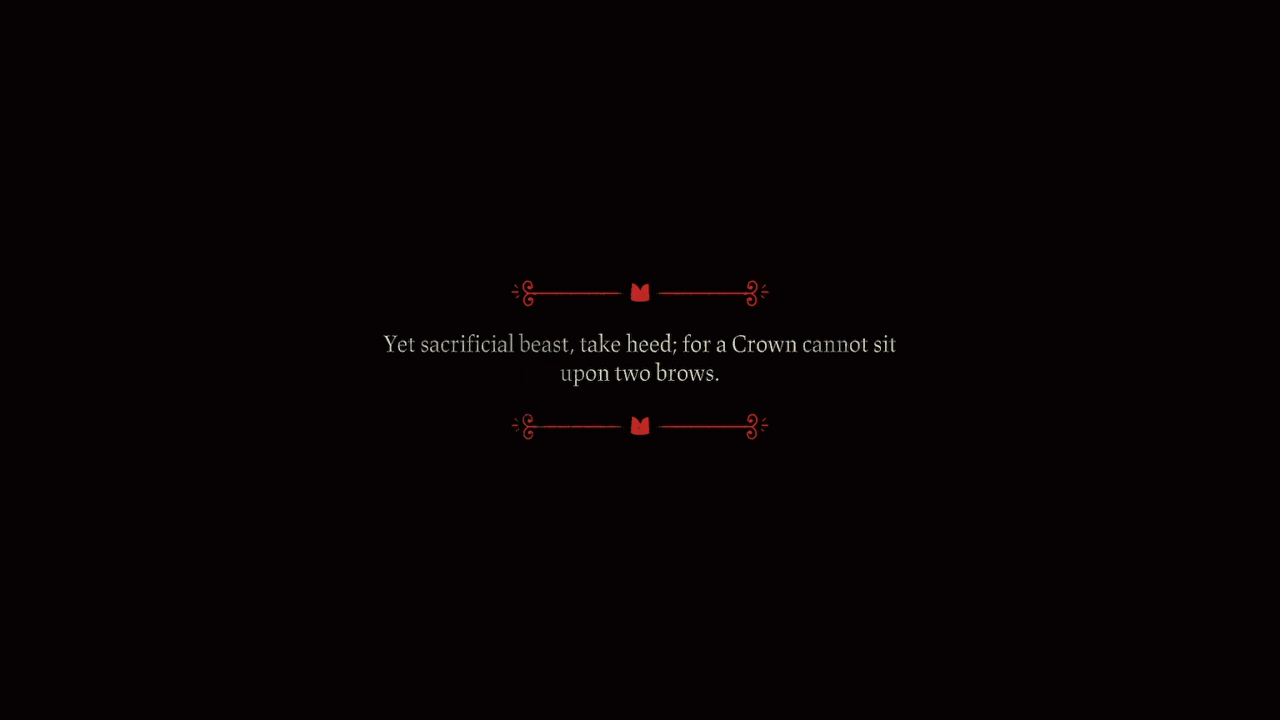 Yet sacrificial beast, take heed; for a Crown cannot sit
upon two brows.